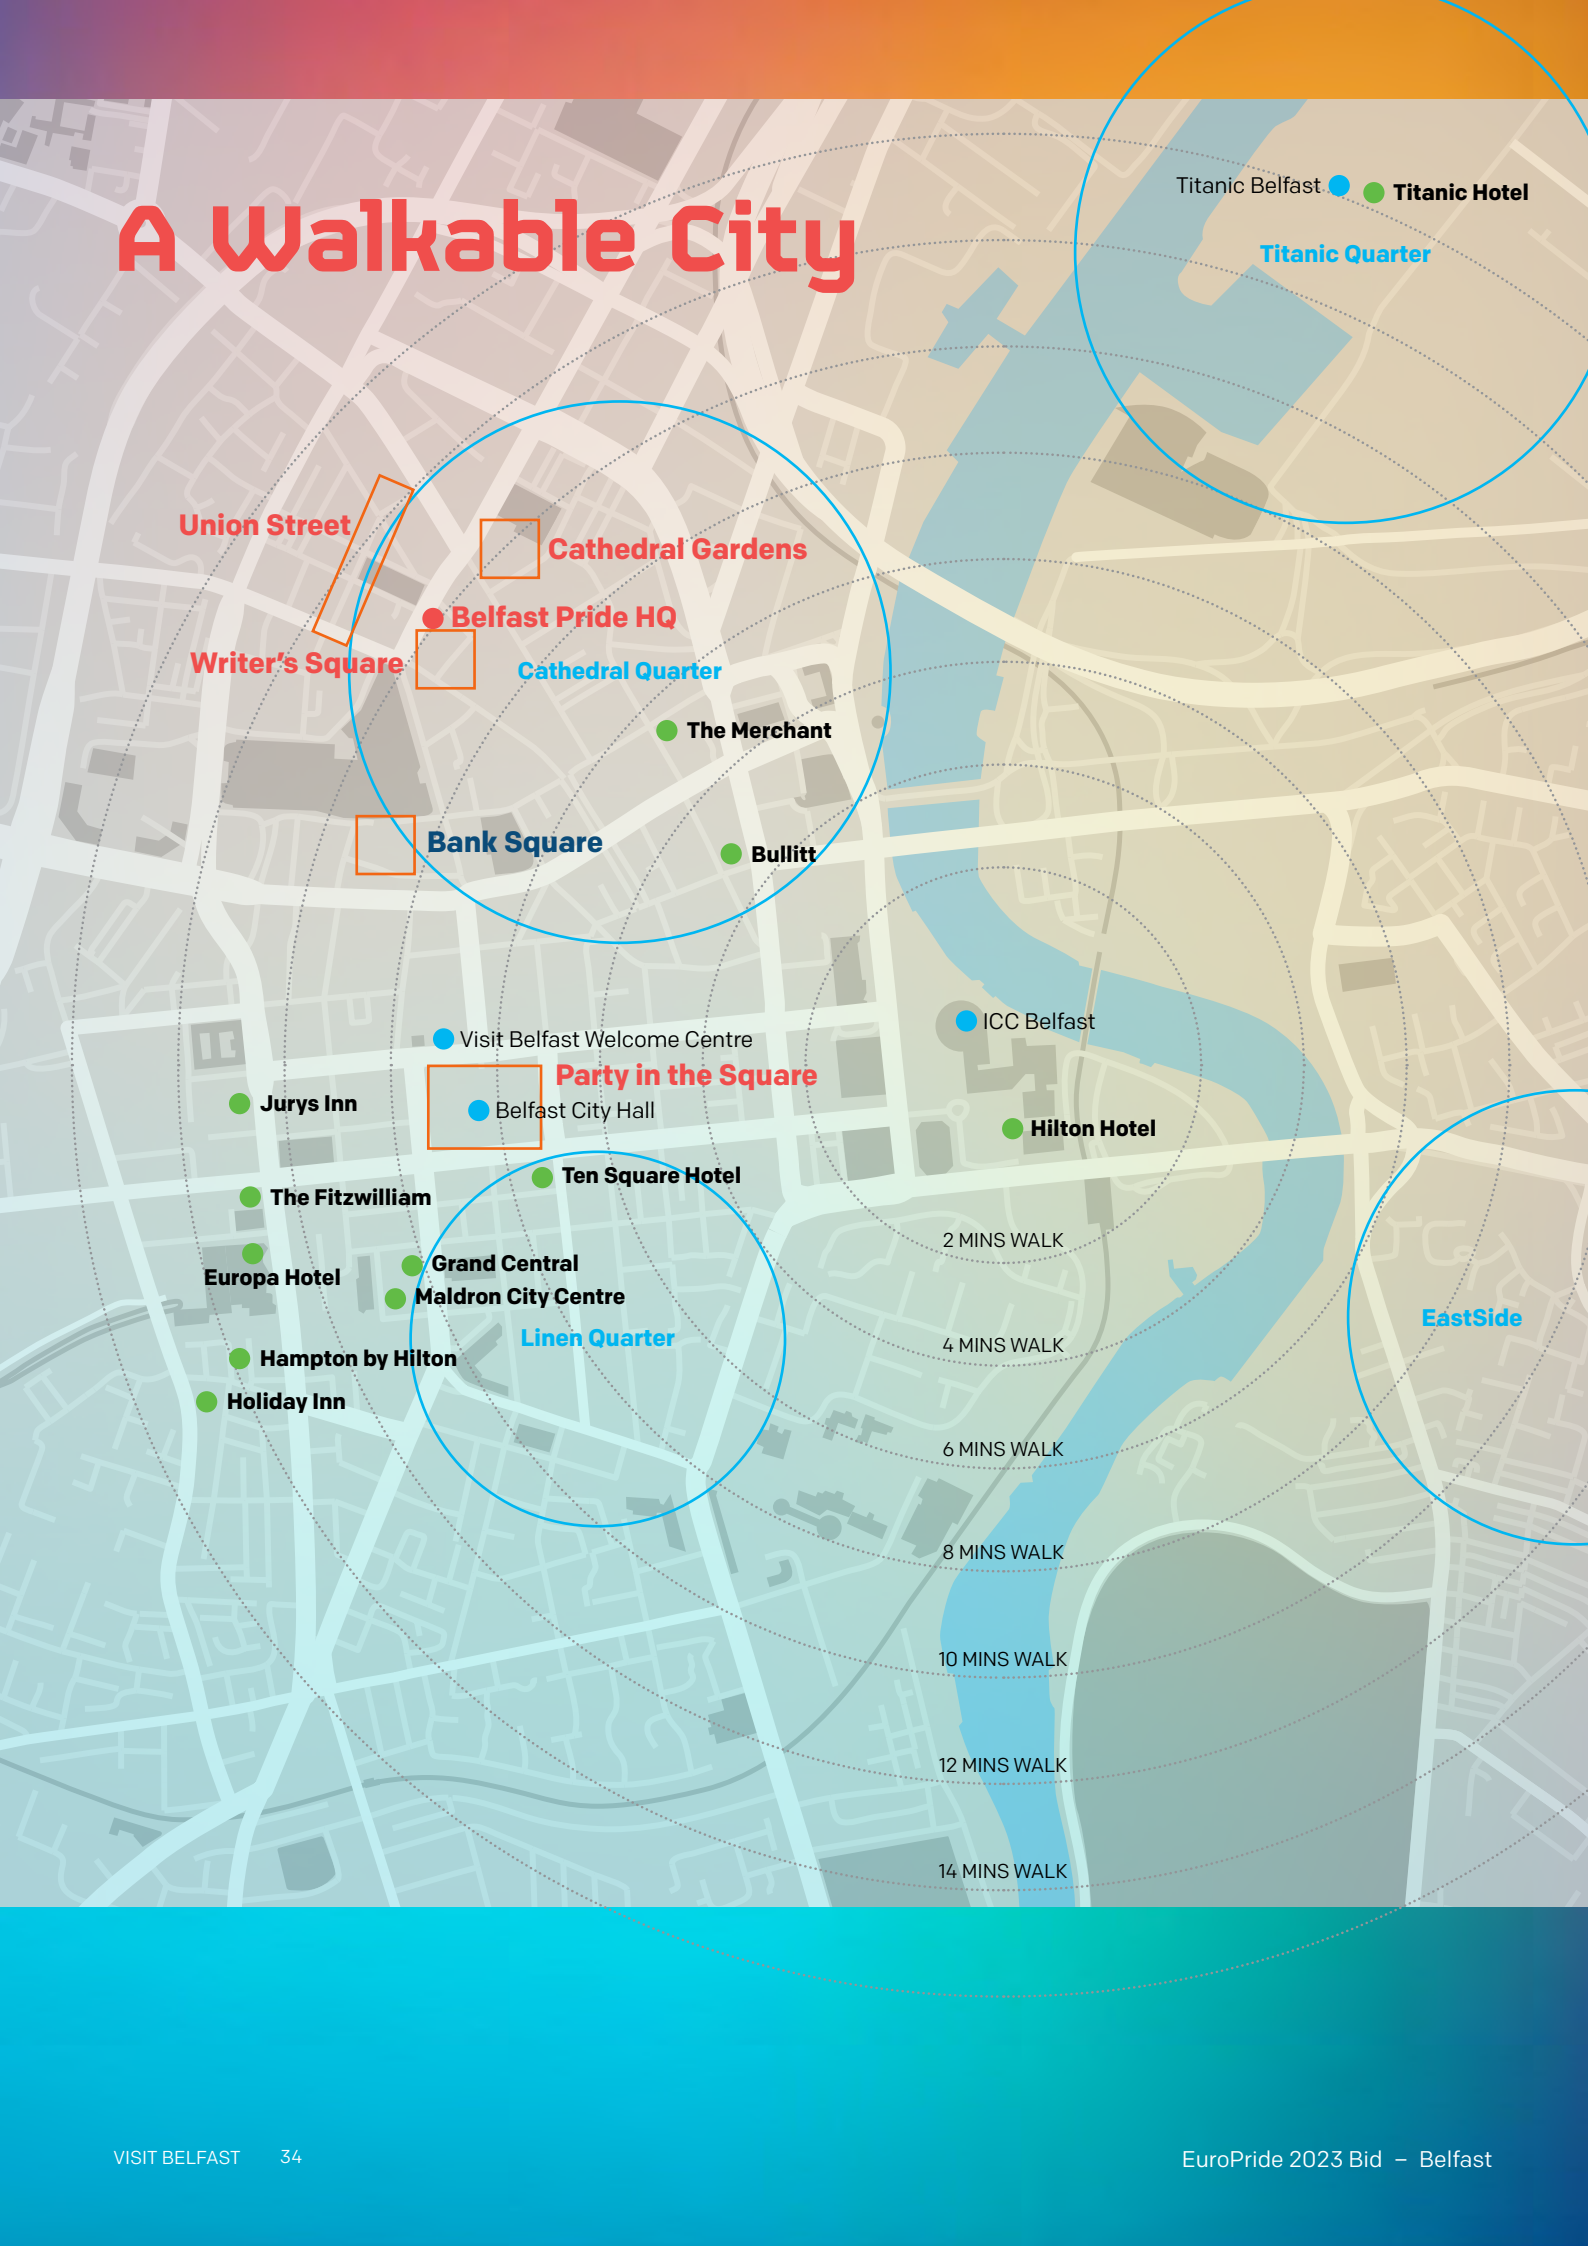 Titanic Belfast
Titanic Hotel
A Walkable City
Titanic Quarter
Union Street
Cathedral Gardens
Belfast Pride HQ
Writer’s Square
Cathedral Quarter
The Merchant
Bank Square
Bullitt
ICC Belfast
Visit Belfast Welcome Centre
Party in the Square
Jurys Inn
Belfast City Hall
Hilton Hotel
Ten Square Hotel
The Fitzwilliam
2 MINS WALK
Grand Central
Europa Hotel
Maldron City Centre
EastSide
Linen Quarter
4 MINS WALK
Hampton by Hilton
Holiday Inn
6 MINS WALK
8 MINS WALK
10 MINS WALK
12 MINS WALK
14 MINS WALK
VISIT BELFAST 34
EuroPride 2023 Bid – Belfast